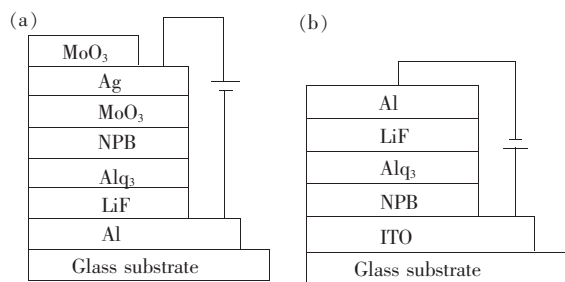 (a)
MoO₃
Ag
MoO₃
NPB
Alq₃
LiF
Al
Glass substrate
(b)
Al
LiF
Alq₃
NPB
ITO
Glass substrate